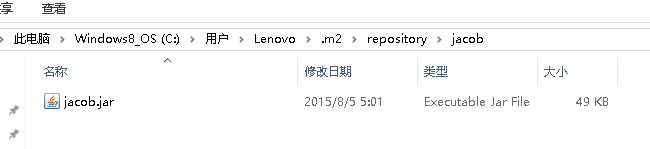 享 查看
此电脑 > Windows8_OS (C:) > 用户 > Lenovo > .m2 > repository > jacob
名称 修改日期 类型 大小
jacob.jar 2015/8/5 5:01 Executable Jar File 49 KB